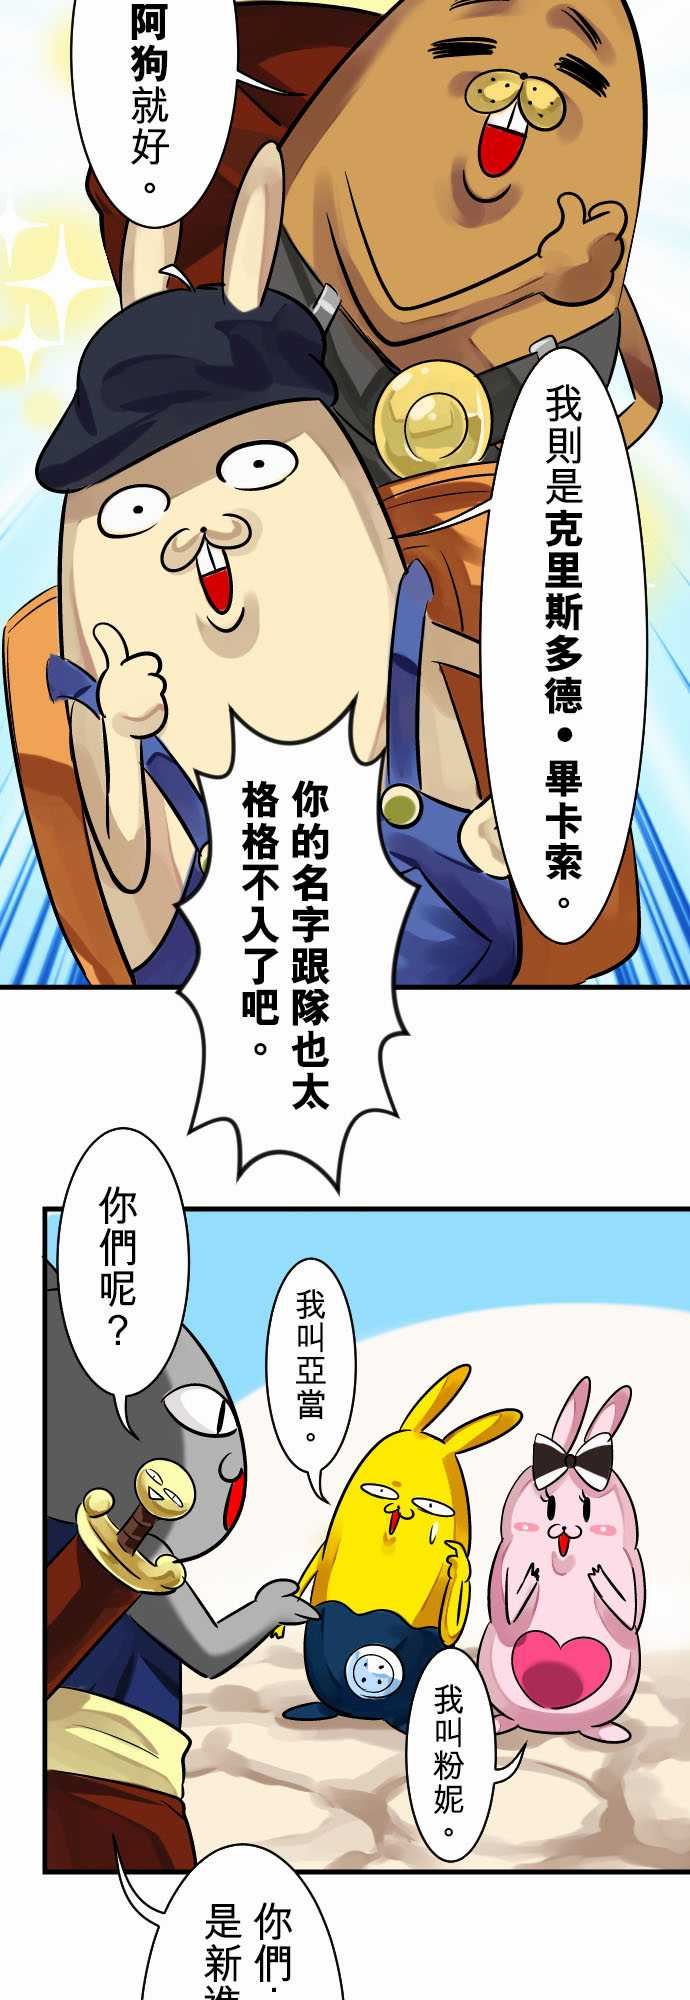 阿狗就好。
我則是克里斯多德•畢卡索。
你的名字跟隊也太
格格不入了吧。
你們呢？
我叫亞當。
我叫粉妮。
你們
是新進